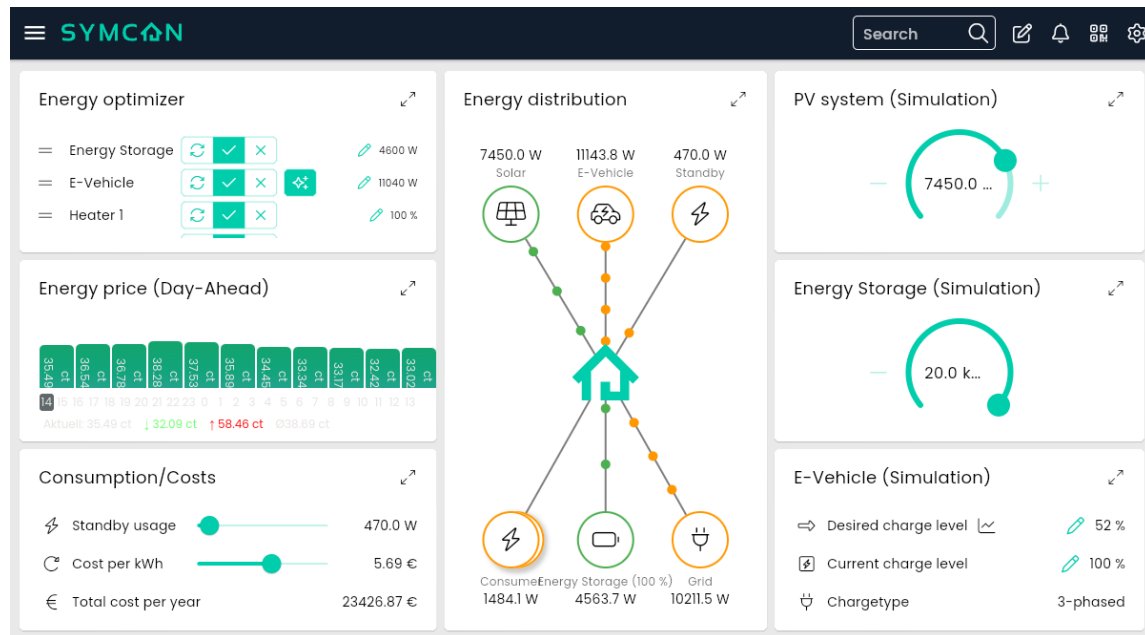 SYMCON
Search
Energy optimizer
Energy Storage
4600 W
E-Vehicle
11040 W
Heater 1
100 %
Energy price (Day-Ahead)
35.49 ct
36.54 ct
36.78 ct
38.28 ct
37.53 ct
35.89 ct
34.45 ct
33.34 ct
33.17 ct
32.42 ct
33.02 ct
14 15 16 17 18 19 20 21 22 23 0 1 2 3 4 5 6 7 8 9 10 11 12 13
Aktuell: 35.49 ct ↓ 32.09 ct ↑ 58.46 ct Ø38.69 ct
Consumption/Costs
Standby usage
470.0 W
Cost per kWh
5.69 €
€ Total cost per year
23426.87 €
Energy distribution
7450.0 W 11143.8 W 470.0 W
Solar E-Vehicle Standby
Energy Storage (100 %) Grid
1484.1 W 4563.7 W 10211.5 W
PV system (Simulation)
7450.0 ...
Energy Storage (Simulation)
20.0 k...
E-Vehicle (Simulation)
Desired charge level
52 %
Current charge level
100 %
Chargetype
3-phased